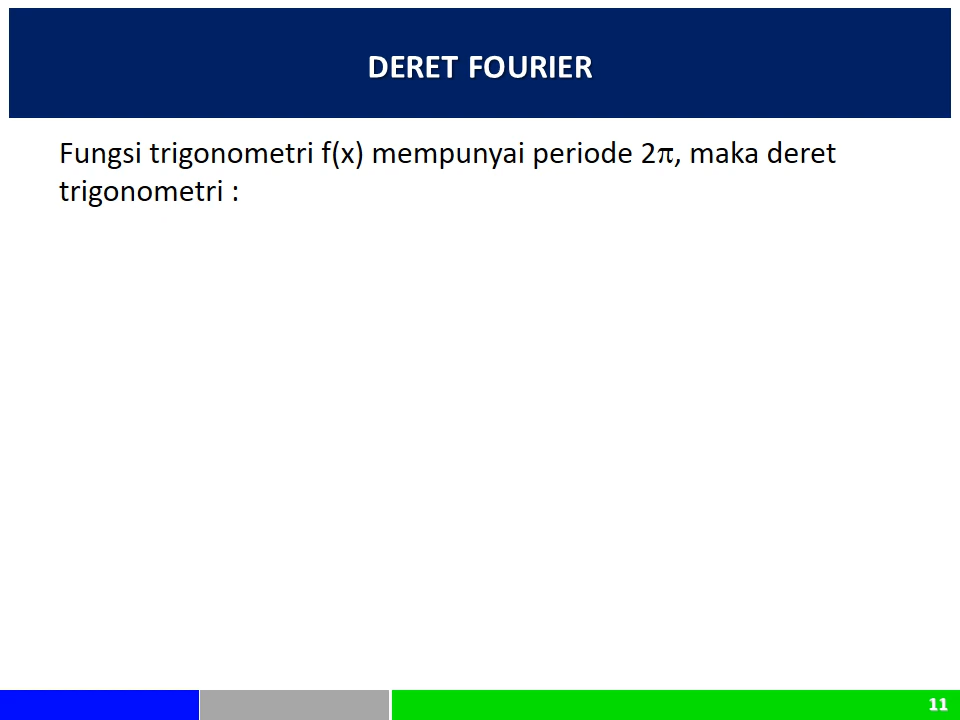 DERET FOURIER
Fungsi trigonometri f(x) mempunyai periode 2π, maka deret
trigonometri :
11